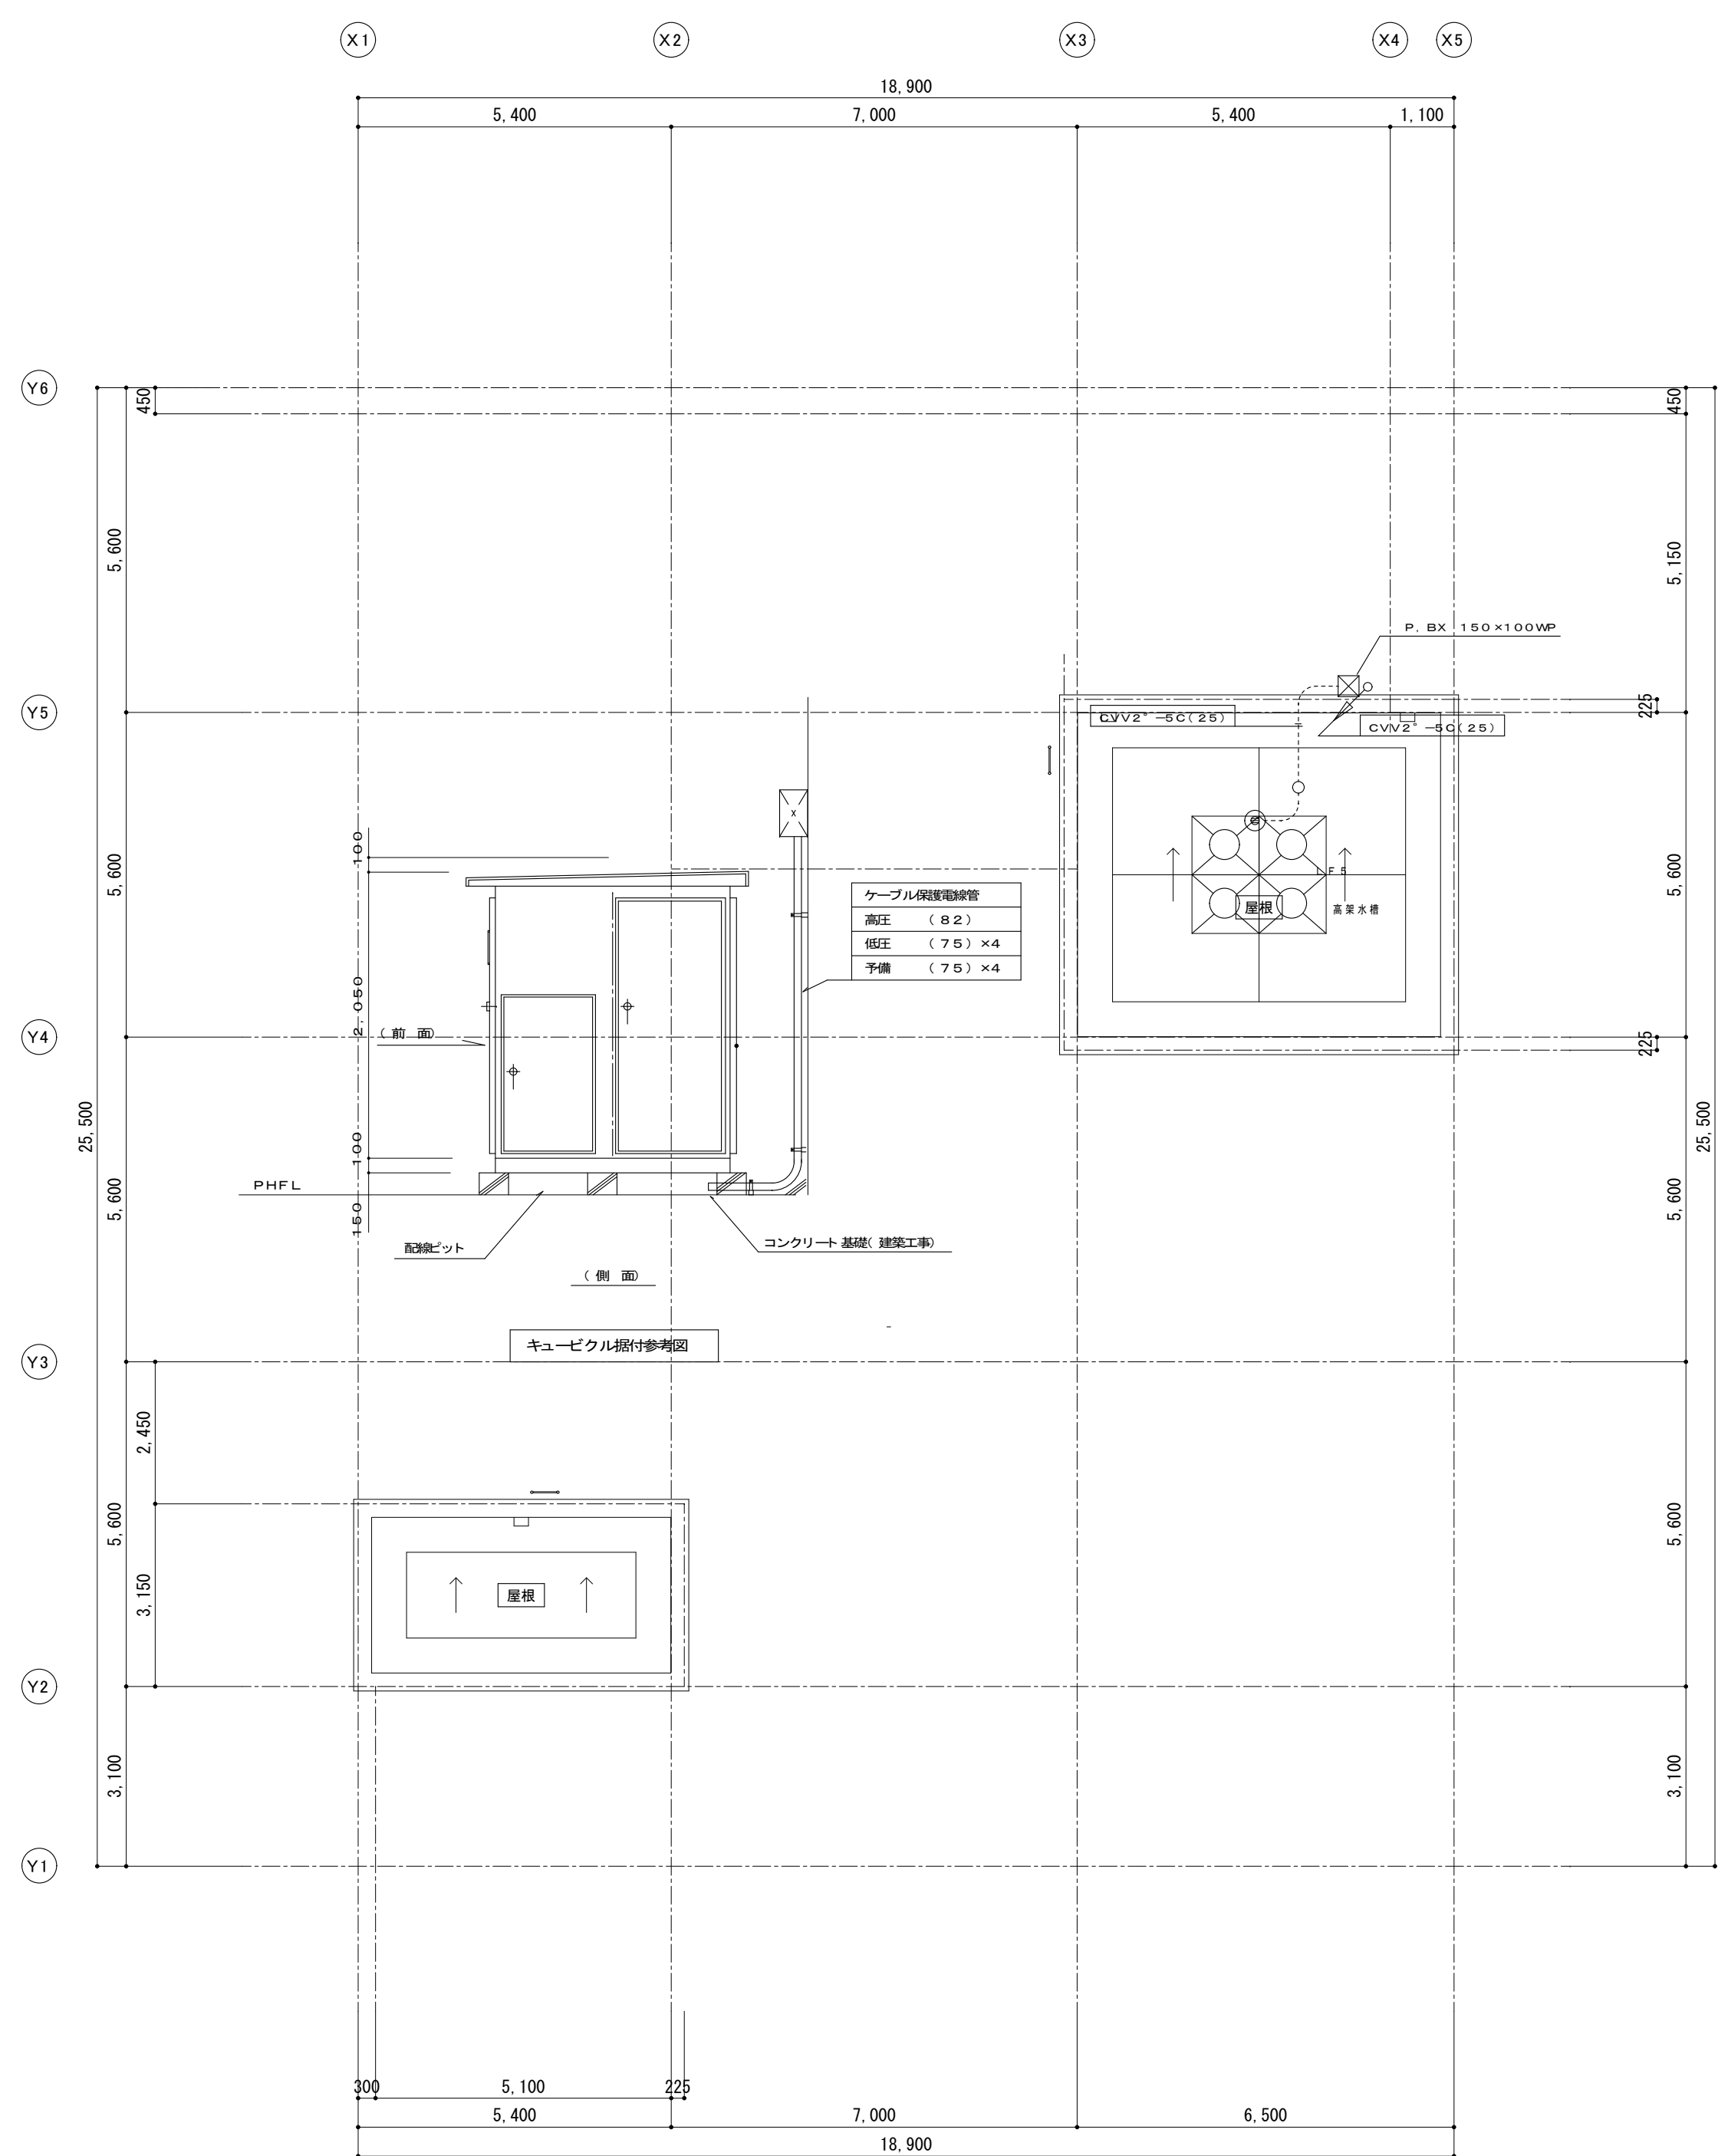 X1
X2
X3
X4
X5
18,900
5,400
7,000
5,400
1,100
Y6
450
450
5,600
5,150
P.BX 150×100WP
Y5
225
CVV2°-5C(25)
CVV2°-5C(25)
100
5,600
5,600
ケーブル保護電線管
高圧 (82)
低圧 (75)×4
予備 (75)×4
LF5
屋根
高架水槽
2,050
(前 面)
Y4
225
25,500
25,500
100
PHFL
5,600
5,600
150
配線ピット
コンクリート基礎(建築工事)
(側 面)
キュービクル据付参考図
Y3
2,450
5,600
5,600
3,150
屋根
Y2
3,100
3,100
Y1
300
5,100
225
5,400
7,000
6,500
18,900